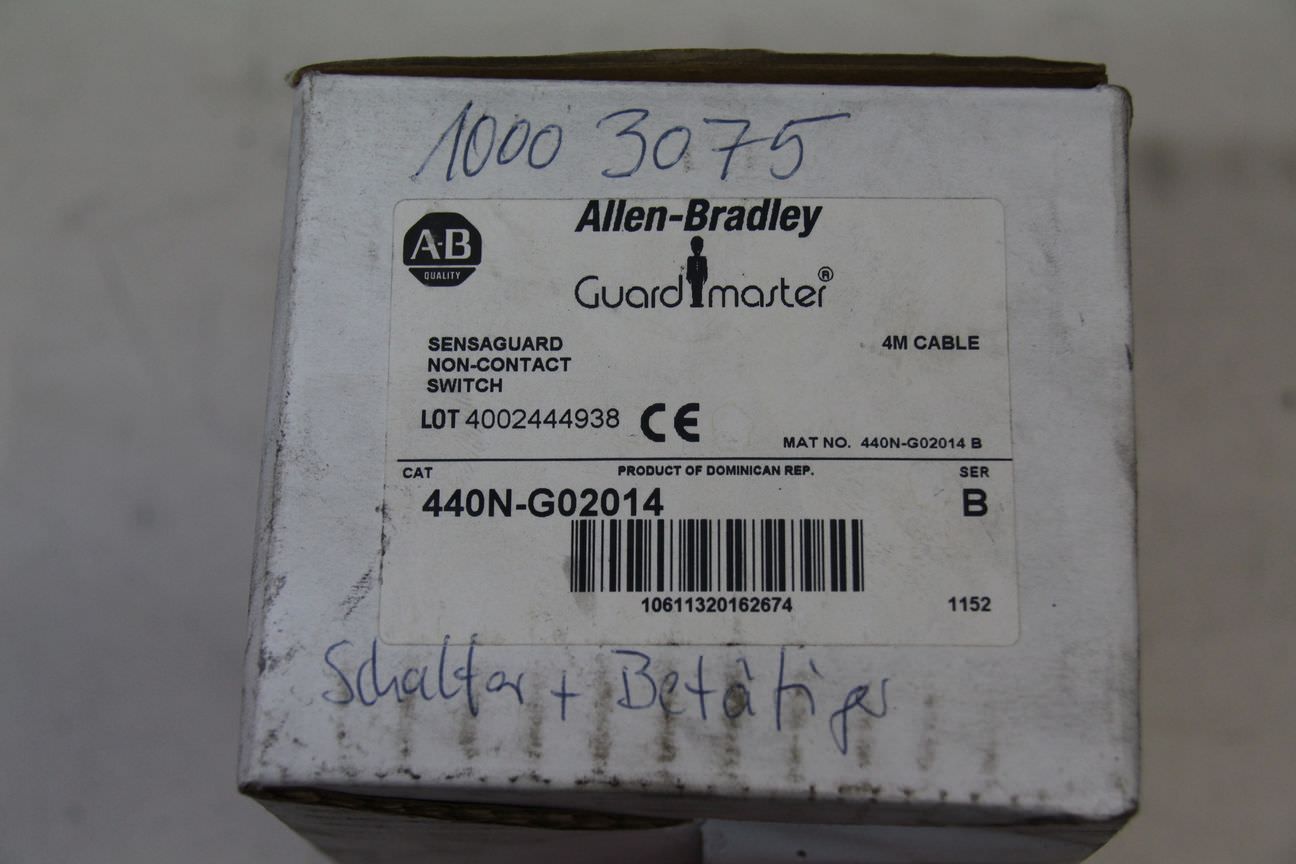 1000 3075
Allen-Bradley
A-B
QUALITY
Guardmaster®
SENSAGUARD
NON-CONTACT
SWITCH
4M CABLE
LOT 4002444938 CE
MAT NO. 440N-G02014 B
CAT
PRODUCT OF DOMINICAN REP.
SER
440N-G02014
B
10611320162674
1152
Schalter + Betätiger